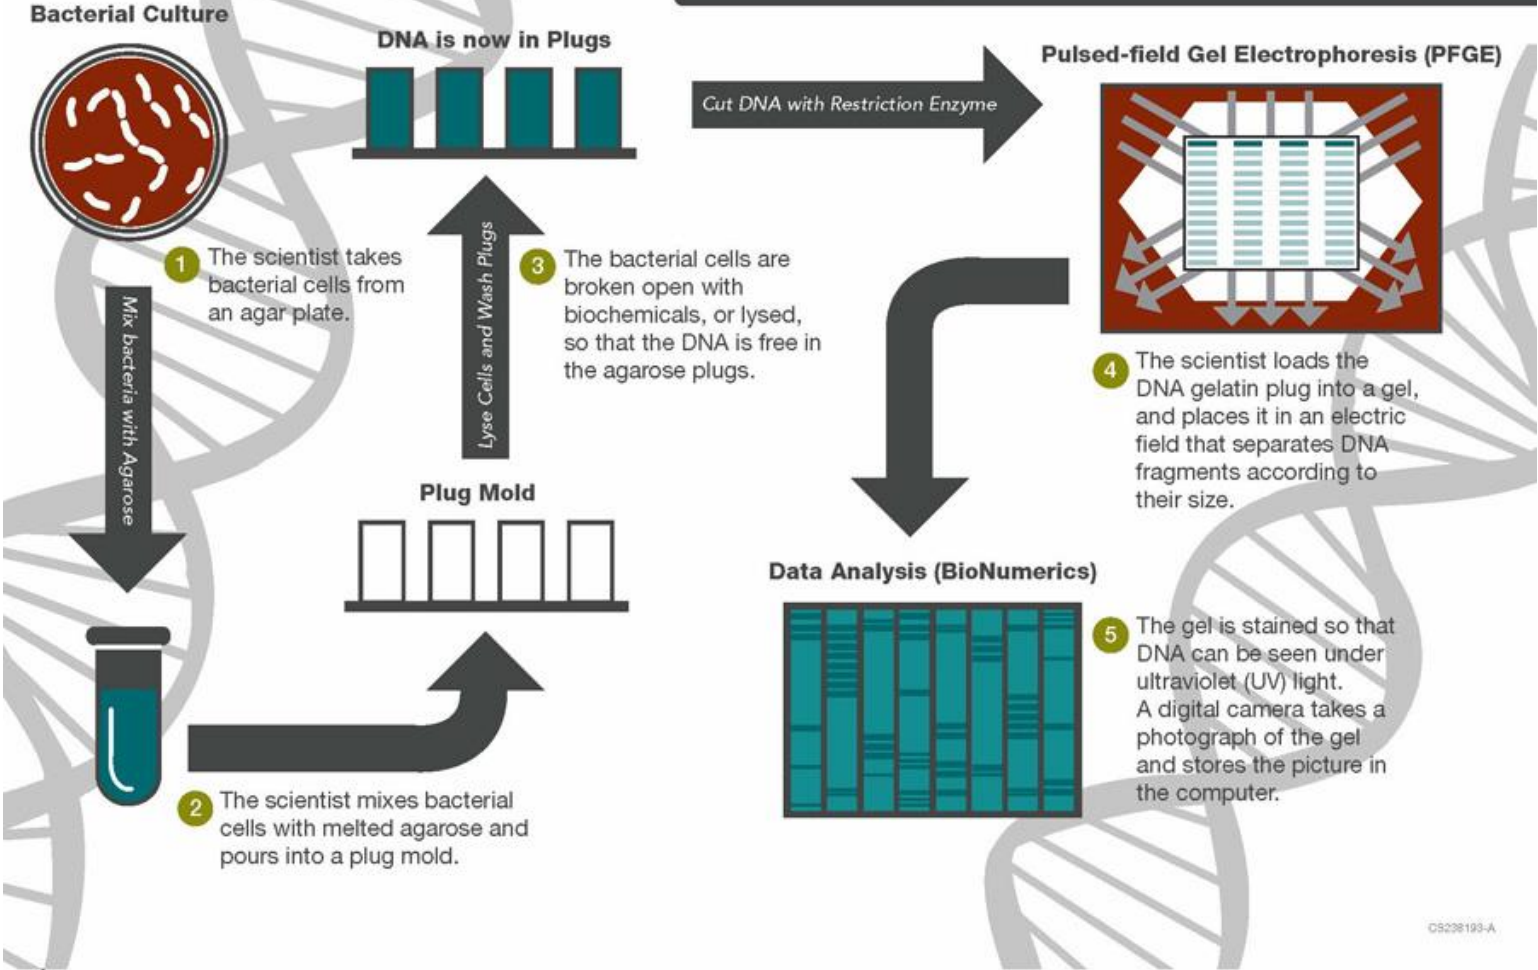 Bacterial Culture
1
The scientist takes
bacterial cells from
an agar plate.
Mix bacteria with Agarose
2
The scientist mixes bacterial
cells with melted agarose and
pours into a plug mold.
Plug Mold
Lyse Cells and Wash Plugs
3
The bacterial cells are
broken open with
biochemicals, or lysed,
so that the DNA is free in
the agarose plugs.
DNA is now in Plugs
Cut DNA with Restriction Enzyme
Pulsed-field Gel Electrophoresis (PFGE)
4
The scientist loads the
DNA gelatin plug into a gel,
and places it in an electric
field that separates DNA
fragments according to
their size.
Data Analysis (BioNumerics)
5
The gel is stained so that
DNA can be seen under
ultraviolet (UV) light.
A digital camera takes a
photograph of the gel
and stores the picture in
the computer.
CS238193-A